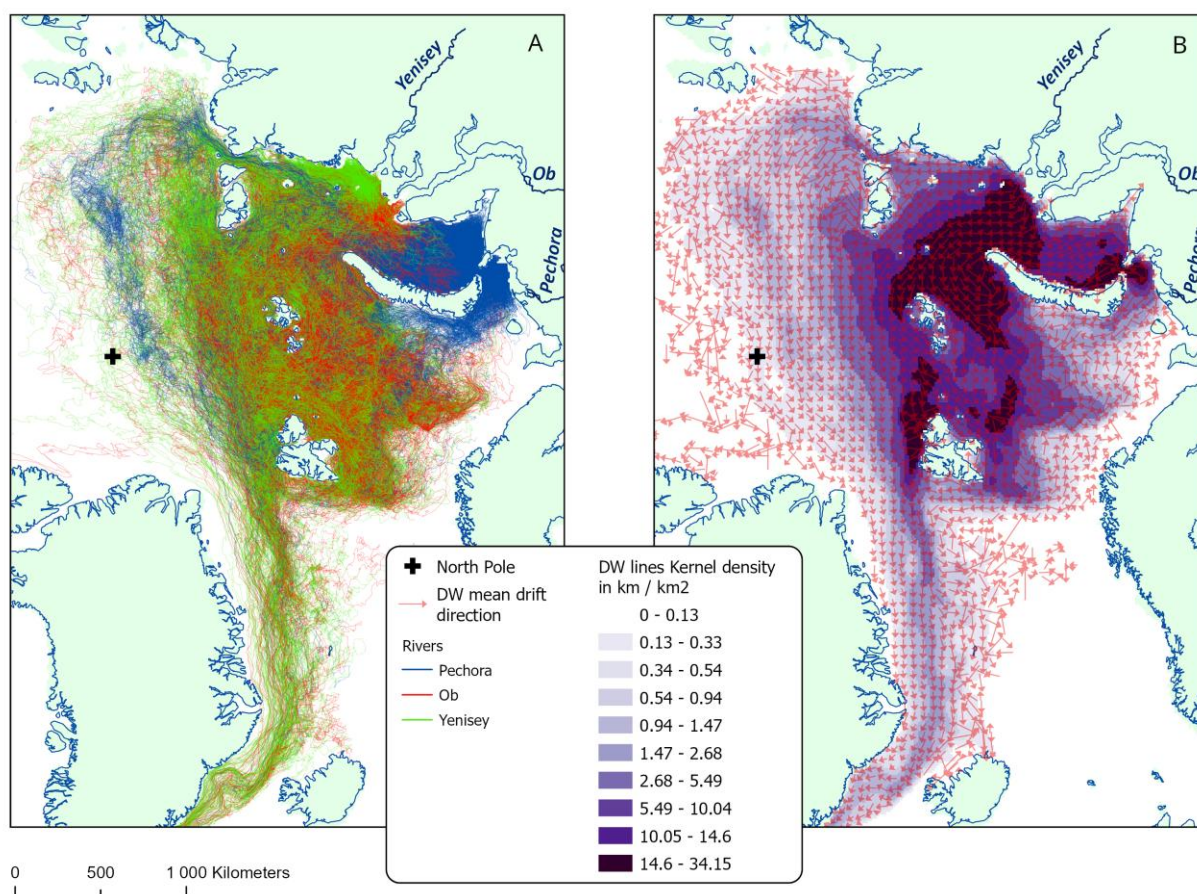 A
Yenisey
Ob
Pechora
B
Yenisey
Ob
Pechora
North Pole
DW mean drift
direction
Rivers
Pechora
Ob
Yenisey
DW lines Kernel density
in km / km2
0 - 0.13
0.13 - 0.33
0.34 - 0.54
0.54 - 0.94
0.94 - 1.47
1.47 - 2.68
2.68 - 5.49
5.49 - 10.04
10.05 - 14.6
14.6 - 34.15
0 500 1 000 Kilometers